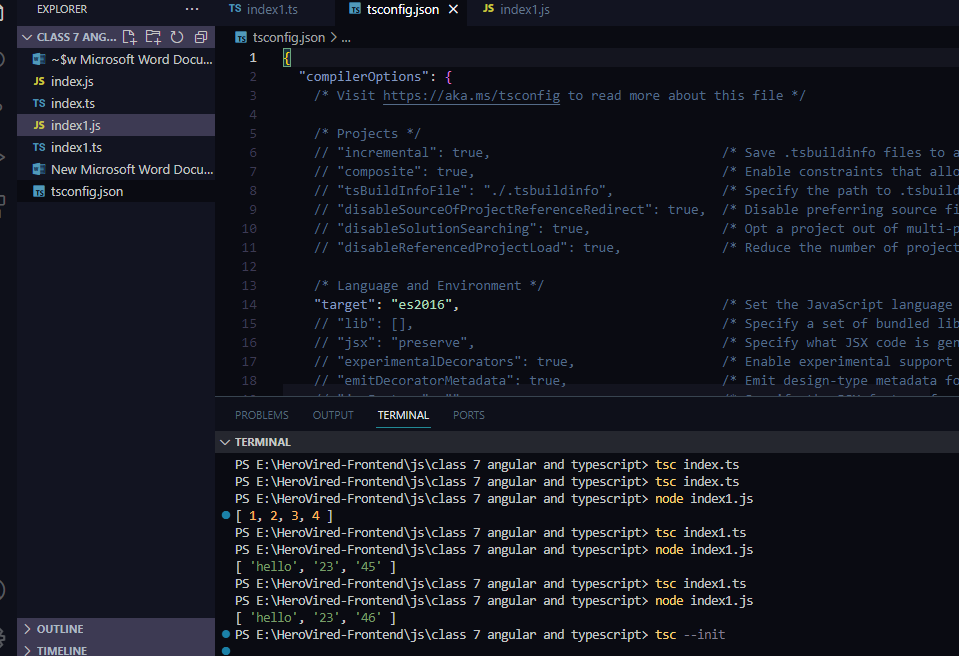 EXPLORER ...
CLASS 7 ANG...
~$w Microsoft Word Docu...
JS index.js
TS index.ts
JS index1.js
TS index1.ts
New Microsoft Word Docu...
TS tsconfig.json
OUTLINE
TIMELINE
TS index1.ts
TS tsconfig.json
JS index1.js
TS tsconfig.json > ...
1 {
2 "compilerOptions": {
3 /* Visit https://aka.ms/tsconfig to read more about this file */
4
5 /* Projects */
6 // "incremental": true, /* Save .tsbuildinfo files to a
7 // "composite": true, /* Enable constraints that allo
8 // "tsBuildInfoFile": "./.tsbuildinfo", /* Specify the path to .tsbuild
9 // "disableSourceOfProjectReferenceRedirect": true, /* Disable preferring source fi
10 // "disableSolutionSearching": true, /* Opt a project out of multi-p
11 // "disableReferencedProjectLoad": true, /* Reduce the number of project
12
13 /* Language and Environment */
14 "target": "es2016", /* Set the JavaScript language
15 // "lib": [], /* Specify a set of bundled lib
16 // "jsx": "preserve", /* Specify what JSX code is gen
17 // "experimentalDecorators": true, /* Enable experimental support
18 // "emitDecoratorMetadata": true, /* Emit design-type metadata fo
PROBLEMS OUTPUT TERMINAL PORTS
TERMINAL
PS E:\HeroVired-Frontend\js\class 7 angular and typescript> tsc index.ts
PS E:\HeroVired-Frontend\js\class 7 angular and typescript> tsc index.ts
PS E:\HeroVired-Frontend\js\class 7 angular and typescript> node index1.js
[ 1, 2, 3, 4 ]
PS E:\HeroVired-Frontend\js\class 7 angular and typescript> tsc index1.ts
PS E:\HeroVired-Frontend\js\class 7 angular and typescript> node index1.js
[ 'hello', '23', '45' ]
PS E:\HeroVired-Frontend\js\class 7 angular and typescript> tsc index1.ts
PS E:\HeroVired-Frontend\js\class 7 angular and typescript> node index1.js
[ 'hello', '23', '46' ]
PS E:\HeroVired-Frontend\js\class 7 angular and typescript> tsc --init